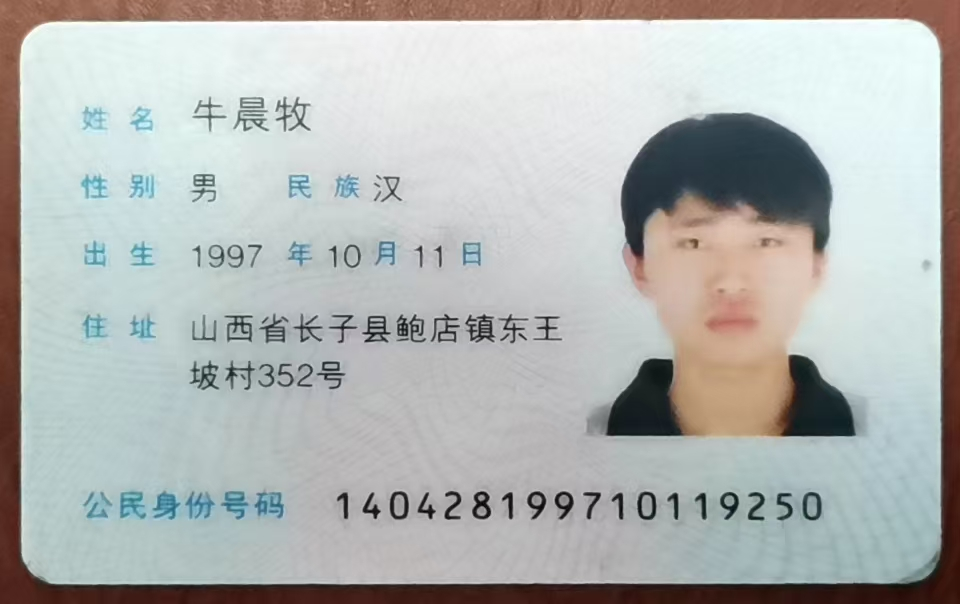 姓名 牛晨牧
性别 男 民族 汉
出生 1997 年 10 月 11 日
住址 山西省长子县鲍店镇东王
坡村352号
公民身份号码 140428199710119250